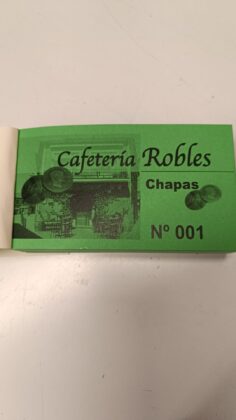 Cafetería Robles
Chapas
Nº 001